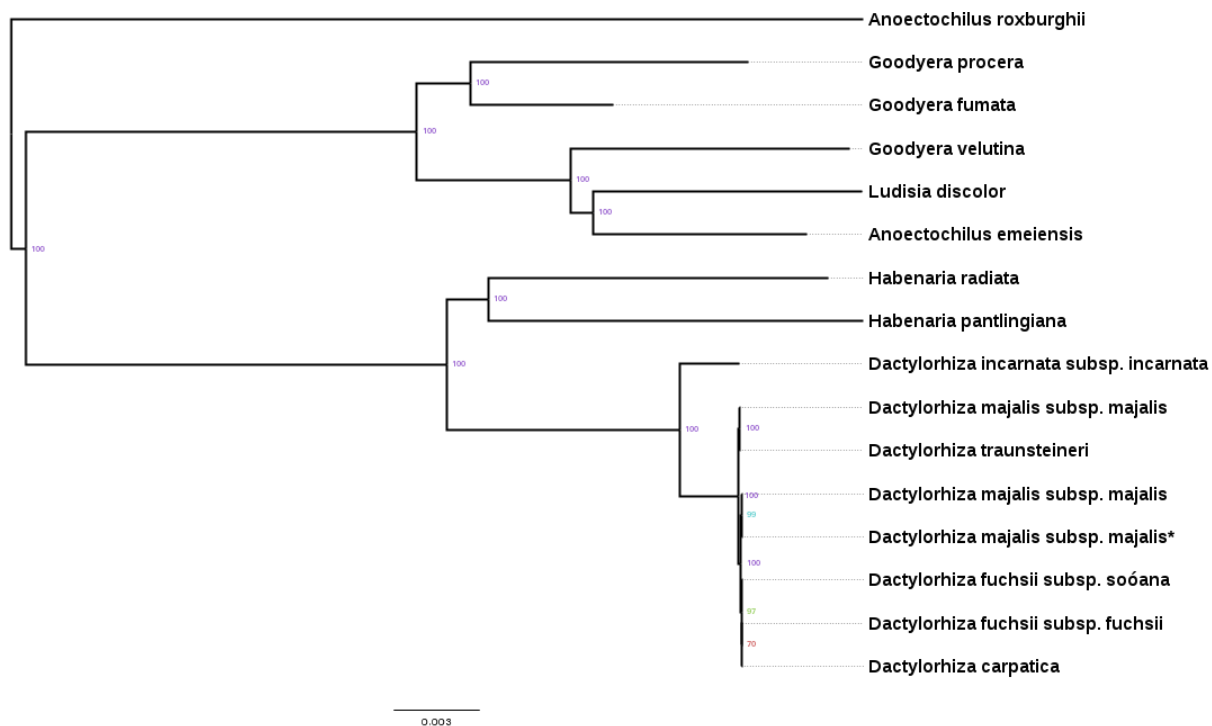 Anoectochilus roxburghii
Goodyera procera
100
Goodyera fumata
100
Goodyera velutina
100
Ludisia discolor
100
Anoectochilus emeiensis
100
Habenaria radiata
100
Habenaria pantlingiana
100
Dactylorhiza incarnata subsp. incarnata
Dactylorhiza majalis subsp. majalis
100
100
Dactylorhiza traunsteineri
Dactylorhiza majalis subsp. majalis
100
99
Dactylorhiza majalis subsp. majalis*
100
Dactylorhiza fuchsii subsp. soóana
97
Dactylorhiza fuchsii subsp. fuchsii
70
Dactylorhiza carpatica
0.003